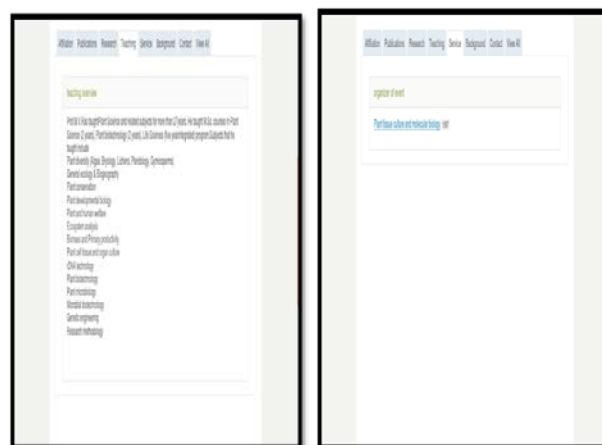 Affiliation Publications Research Teaching Service Background Contact View All
teaching overview
Prof M.V. Rao taught Plant Science and related subjects for more than 27 years. He taught M.Sc. courses in Plant
Science (2 years), Plant biotechnology (2 years), Life Sciences (five year integrated) program Subjects that he
taught include
Plant diversity (Algae, Bryology, Lichens, Pteridology, Gymnosperms)
General ecology & Biogeography
Plant conservation
Plant developmental biology
Plant and human welfare
Ecosystem analysis
Biomass and Primary productivity
Plant cell tissue and organ culture
rDNA technology
Plant biotechnology
Plant microbiology
Microbial biotechnology
Genetic engineering
Research methodology
Affiliation Publications Research Teaching Service Background Contact View All
organizer of event
Plant tissue culture and molecular biology